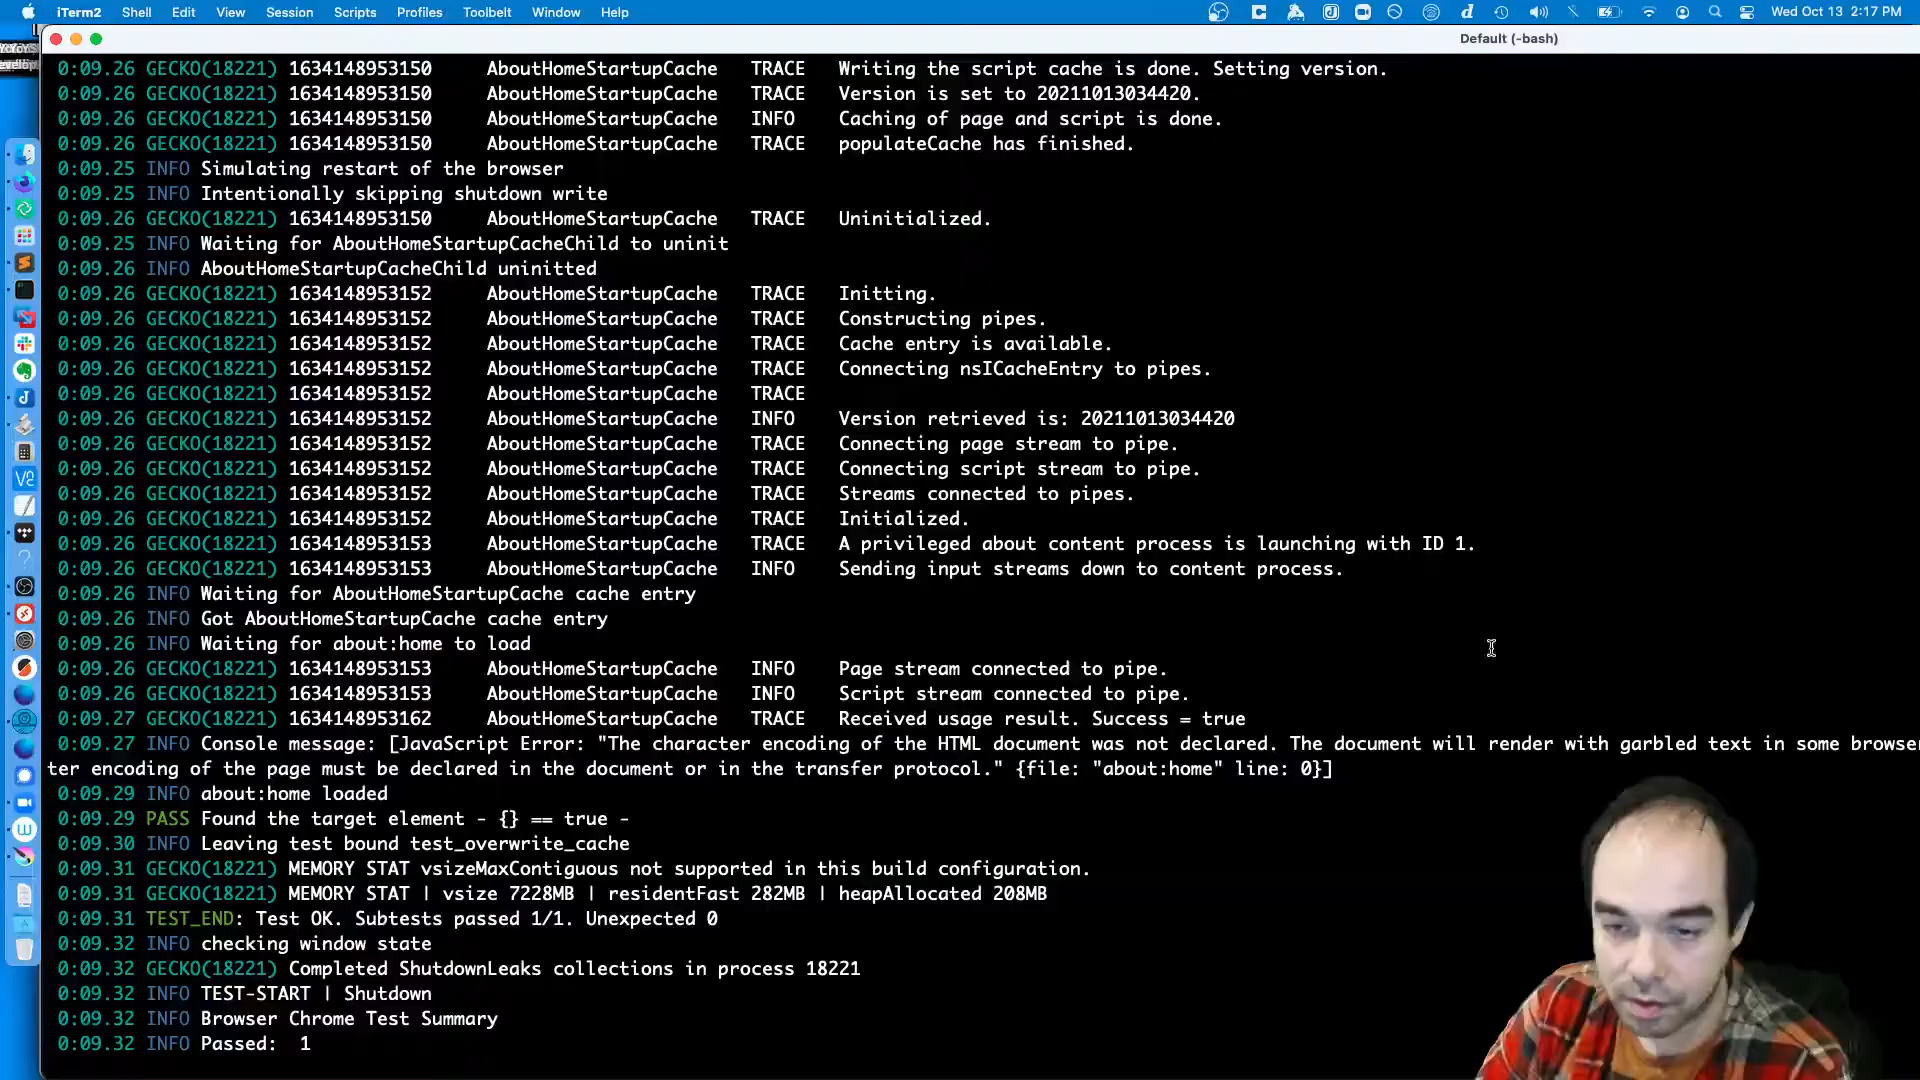 iTerm2 Shell Edit View Session Scripts Profiles Toolbelt Window Help Wed Oct 13 2:17 PM
Default (-bash)
0:09.26 GECKO(18221) 1634148953150 AboutHomeStartupCache TRACE Writing the script cache is done. Setting version.
0:09.26 GECKO(18221) 1634148953150 AboutHomeStartupCache TRACE Version is set to 20211013034420.
0:09.26 GECKO(18221) 1634148953150 AboutHomeStartupCache INFO Caching of page and script is done.
0:09.26 GECKO(18221) 1634148953150 AboutHomeStartupCache TRACE populateCache has finished.
0:09.25 INFO Simulating restart of the browser
0:09.25 INFO Intentionally skipping shutdown write
0:09.26 GECKO(18221) 1634148953150 AboutHomeStartupCache TRACE Uninitialized.
0:09.25 INFO Waiting for AboutHomeStartupCacheChild to uninit
0:09.26 INFO AboutHomeStartupCacheChild uninitted
0:09.26 GECKO(18221) 1634148953152 AboutHomeStartupCache TRACE Initting.
0:09.26 GECKO(18221) 1634148953152 AboutHomeStartupCache TRACE Constructing pipes.
0:09.26 GECKO(18221) 1634148953152 AboutHomeStartupCache TRACE Cache entry is available.
0:09.26 GECKO(18221) 1634148953152 AboutHomeStartupCache TRACE Connecting nsICacheEntry to pipes.
0:09.26 GECKO(18221) 1634148953152 AboutHomeStartupCache TRACE
0:09.26 GECKO(18221) 1634148953152 AboutHomeStartupCache INFO Version retrieved is: 20211013034420
0:09.26 GECKO(18221) 1634148953152 AboutHomeStartupCache TRACE Connecting page stream to pipe.
0:09.26 GECKO(18221) 1634148953152 AboutHomeStartupCache TRACE Connecting script stream to pipe.
0:09.26 GECKO(18221) 1634148953152 AboutHomeStartupCache TRACE Streams connected to pipes.
0:09.26 GECKO(18221) 1634148953152 AboutHomeStartupCache TRACE Initialized.
0:09.26 GECKO(18221) 1634148953153 AboutHomeStartupCache TRACE A privileged about content process is launching with ID 1.
0:09.26 GECKO(18221) 1634148953153 AboutHomeStartupCache INFO Sending input streams down to content process.
0:09.26 INFO Waiting for AboutHomeStartupCache cache entry
0:09.26 INFO Got AboutHomeStartupCache cache entry
0:09.26 INFO Waiting for about:home to load
0:09.26 GECKO(18221) 1634148953153 AboutHomeStartupCache INFO Page stream connected to pipe.
0:09.26 GECKO(18221) 1634148953153 AboutHomeStartupCache INFO Script stream connected to pipe.
0:09.27 GECKO(18221) 1634148953162 AboutHomeStartupCache TRACE Received usage result. Success = true
0:09.27 INFO Console message: [JavaScript Error: "The character encoding of the HTML document was not declared. The document will render with garbled text in some browse
ter encoding of the page must be declared in the document or in the transfer protocol." {file: "about:home" line: 0}]
0:09.29 INFO about:home loaded
0:09.29 PASS Found the target element - {} == true -
0:09.30 INFO Leaving test bound test_overwrite_cache
0:09.31 GECKO(18221) MEMORY STAT vsizeMaxContiguous not supported in this build configuration.
0:09.31 GECKO(18221) MEMORY STAT | vsize 7228MB | residentFast 282MB | heapAllocated 208MB
0:09.31 TEST_END: Test OK. Subtests passed 1/1. Unexpected 0
0:09.32 INFO checking window state
0:09.32 GECKO(18221) Completed ShutdownLeaks collections in process 18221
0:09.32 INFO TEST-START | Shutdown
0:09.32 INFO Browser Chrome Test Summary
0:09.32 INFO Passed: 1